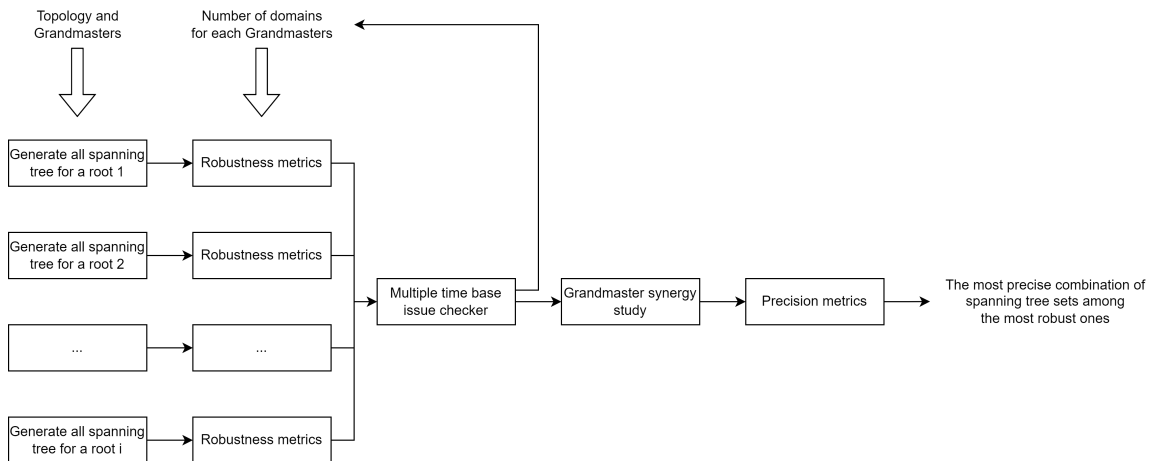 Topology and
Grandmasters
Number of domains
for each Grandmasters
Generate all spanning
tree for a root 1
Robustness metrics
Generate all spanning
tree for a root 2
Robustness metrics
Multiple time base
issue checker
Grandmaster synergy
study
Precision metrics
The most precise combination of
spanning tree sets among
the most robust ones
...
...
Generate all spanning
tree for a root i
Robustness metrics